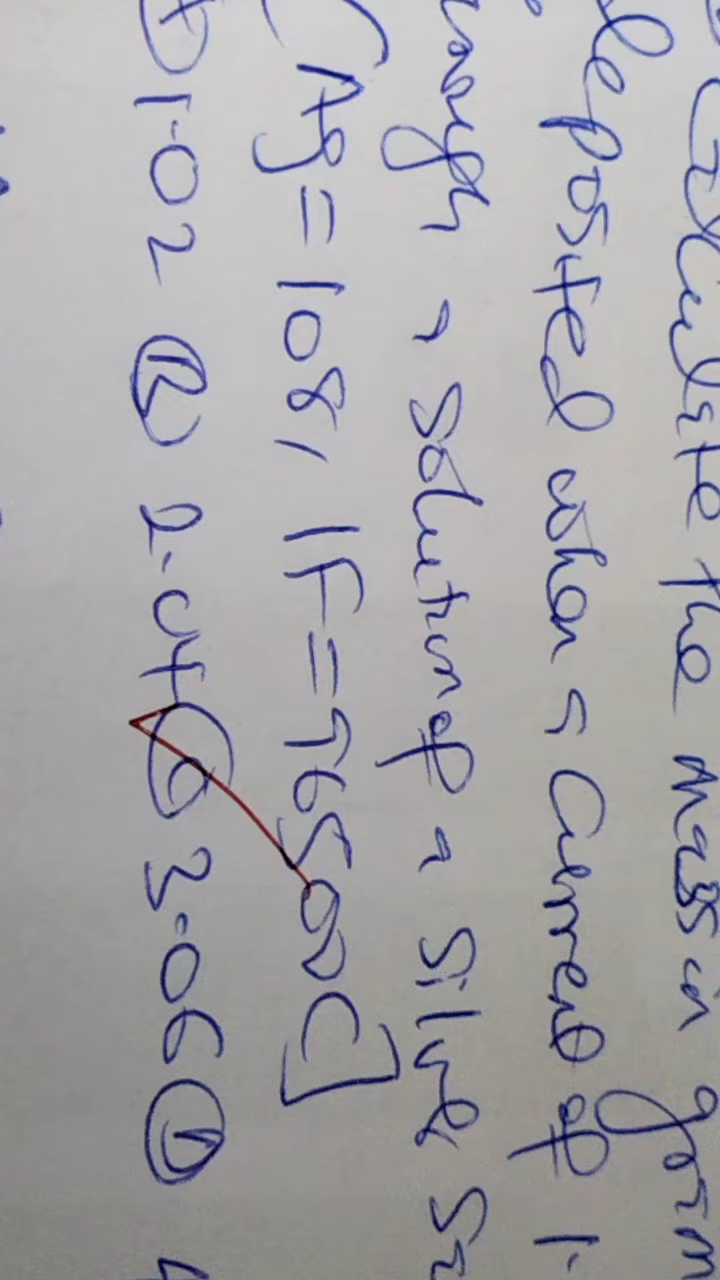 Calculate the mass in gram
deposited when a Current of 1.
through a solution of a Silver
[Ag = 108, 1F = 96500C]
1.02 (B) 2.04 (C) 3.06 (D) 4